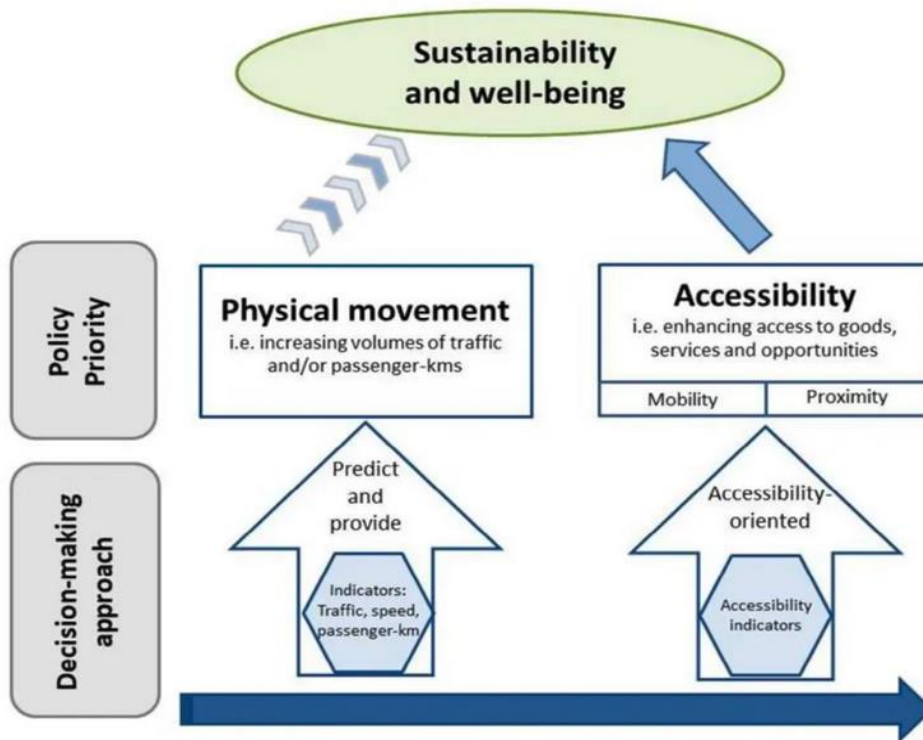 Sustainability
and well-being
Policy
Priority
Physical movement
i.e. increasing volumes of traffic
and/or passenger-kms
Accessibility
i.e. enhancing access to goods,
services and opportunities
Mobility
Proximity
Decision-making
approach
Predict
and
provide
Indicators:
Traffic, speed,
passenger-km
Accessibility-
oriented
Accessibility
indicators